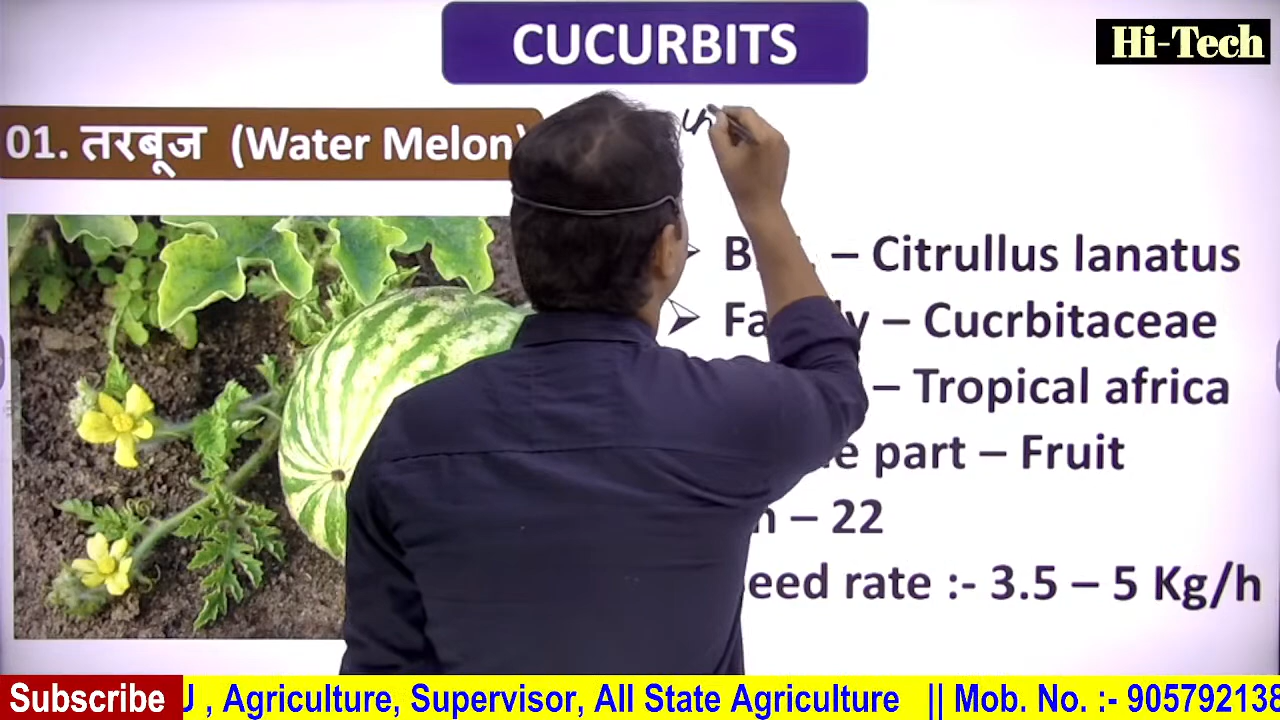 CUCURBITS
Hi-Tech
01. तरबूज (Water Melon)
– Citrullus lanatus
– Cucrbitaceae
– Tropical africa
part – Fruit
– 22
rate :- 3.5 – 5 Kg/h
Subscribe
, Agriculture, Supervisor, All State Agriculture || Mob. No. :- 905792138